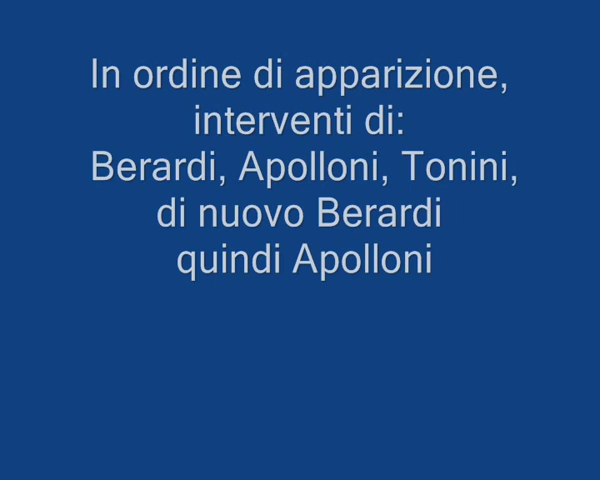 In ordine di apparizione,
interventi di:
Berardi, Apolloni, Tonini,
di nuovo Berardi
quindi Apolloni